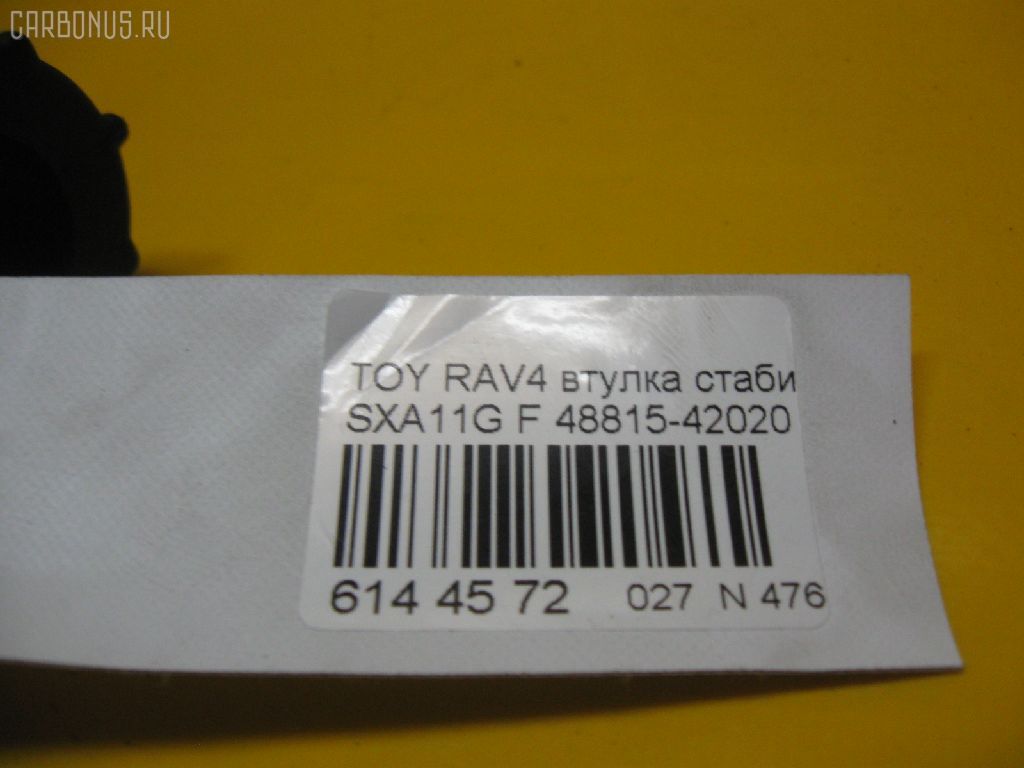 CARBONUS.RU
TOY RAV4 втулка стаби
SXA11G F 48815-42020
614 45 72 027 N 476